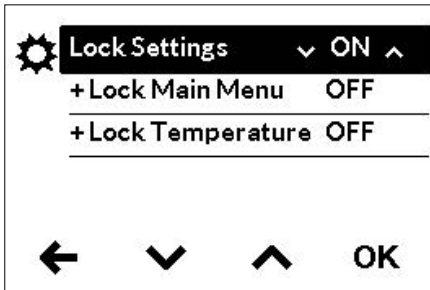 Lock Settings ON
+Lock Main Menu OFF
+Lock Temperature OFF
OK